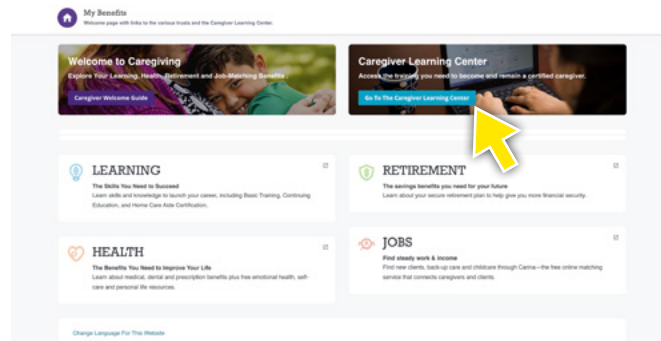 My Benefits
Welcome page with links to the various trusts and the Caregiver Learning Center.
Welcome to Caregiving
Explore Your Learning, Health, Retirement and Job-Matching Benefits .
Caregiver Welcome Guide
Caregiver Learning Center
Access the training you need to become and remain a certified caregiver.
Go To The Caregiver Learning Center
LEARNING
The Skills You Need to Succeed
Learn skills and knowledge to launch your career, including Basic Training, Continuing
Education, and Home Care Aide Certification.
RETIREMENT
The savings benefits you need for your future
Learn about your secure retirement plan to help give you more financial security.
HEALTH
The Benefits You Need to Improve Your Life
Learn about medical, dental and prescription benefits plus free emotional health, self-
care and personal life resources.
JOBS
Find steady work & income
Find new clients, back-up care and childcare through Carina—the free online matching
service that connects caregivers and clients.
Change Language For This Website